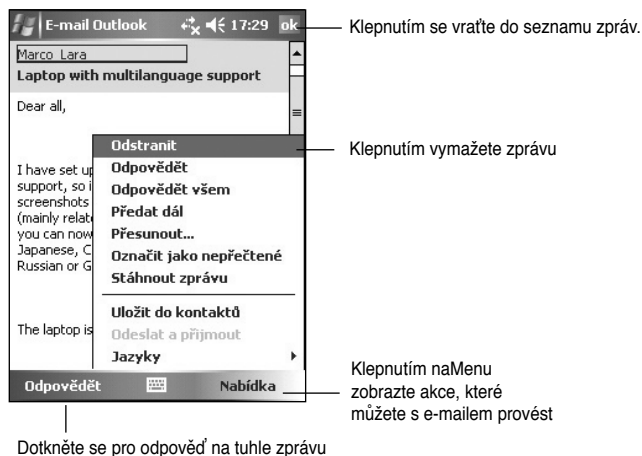 E-mail Outlook 17:29 ok
Klepnutím se vraťte do seznamu zpráv.
Marco Lara
Laptop with multilanguage support
Dear all,
Odstranit
Klepnutím vymažete zprávu
Odpovědět
I have set up
support, so i
Odpovědět všem
screenshots
Předat dál
(mainly relat
you can now
Přesunout...
Japanese, C
Označit jako nepřečtené
Russian or G
Stáhnout zprávu
Uložit do kontaktů
The laptop is
Odeslat a přijmout
Jazyky
Klepnutím naMenu
zobrazte akce, které
můžete s e-mailem provést
Odpovědět Nabídka
Dotkněte se pro odpověď na tuhle zprávu